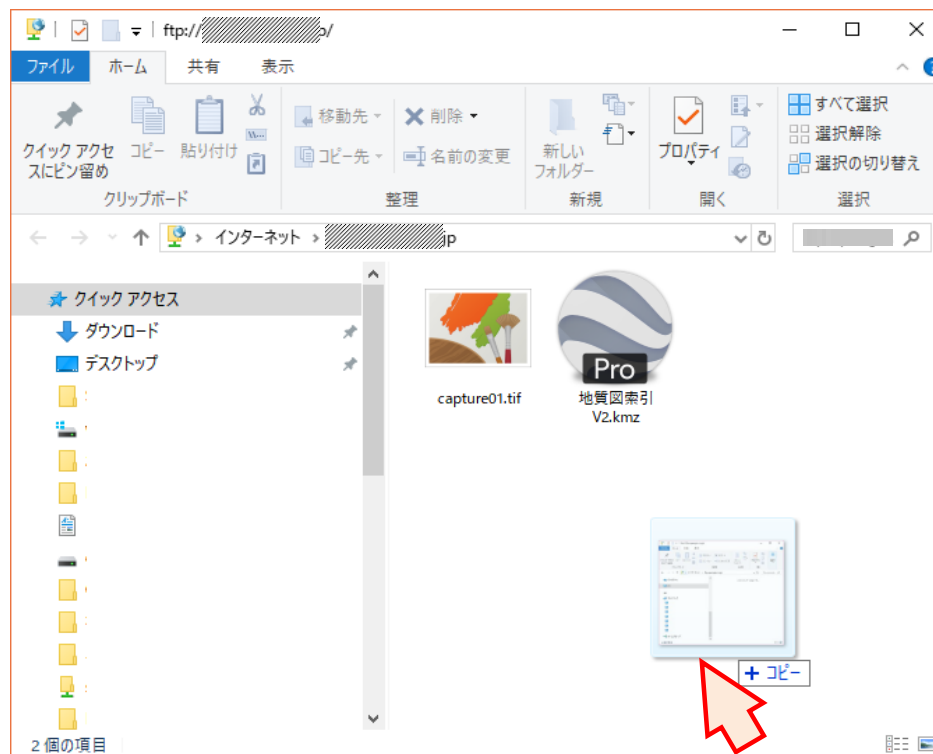 ftp://
p/
ファイル ホーム 共有 表示
クイック アクセスにピン留め
コピー
貼り付け
クリップボード
移動先
コピー先
削除
名前の変更
整理
新しい
フォルダー
新規
プロパティ
開く
すべて選択
選択解除
選択の切り替え
選択
インターネット
jp
クイック アクセス
ダウンロード
デスクトップ
capture01.tif
Pro
地質図索引
V2.kmz
+ コピー
2 個の項目